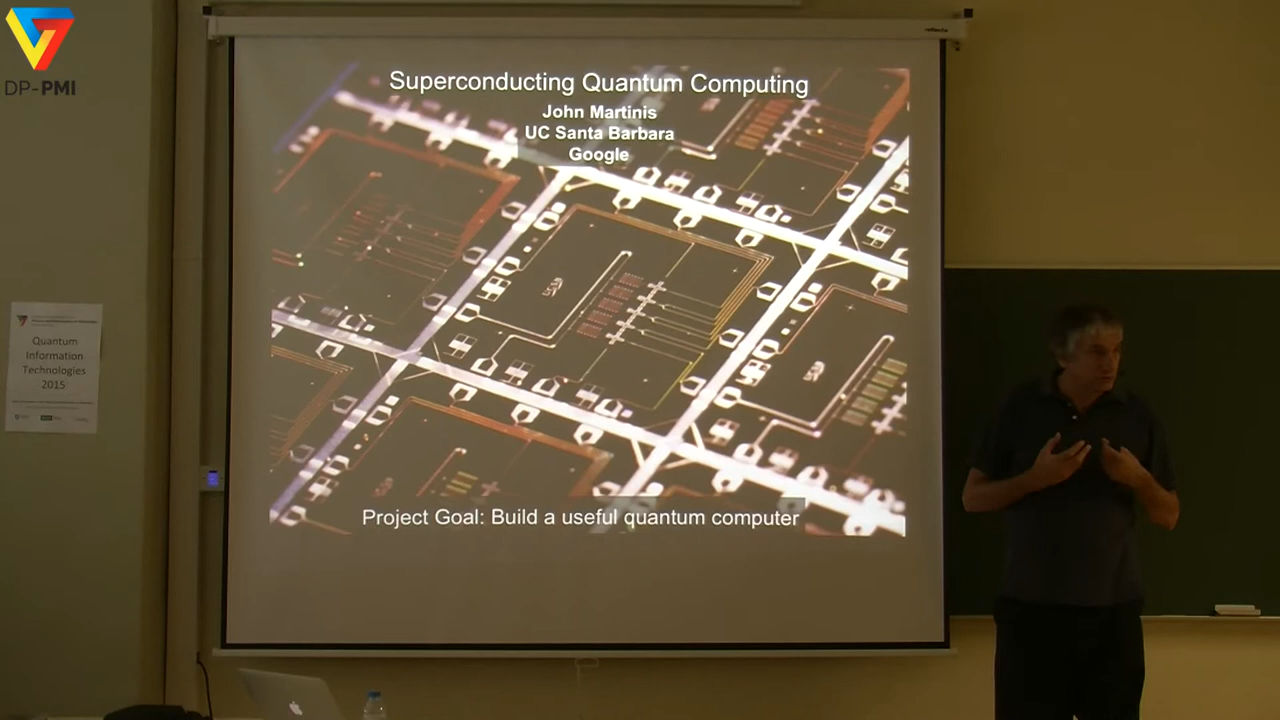 DP-PMI
reflecta
Superconducting Quantum Computing
John Martinis
UC Santa Barbara
Google
Project Goal: Build a useful quantum computer
Quantum
Information
Technologies
2015